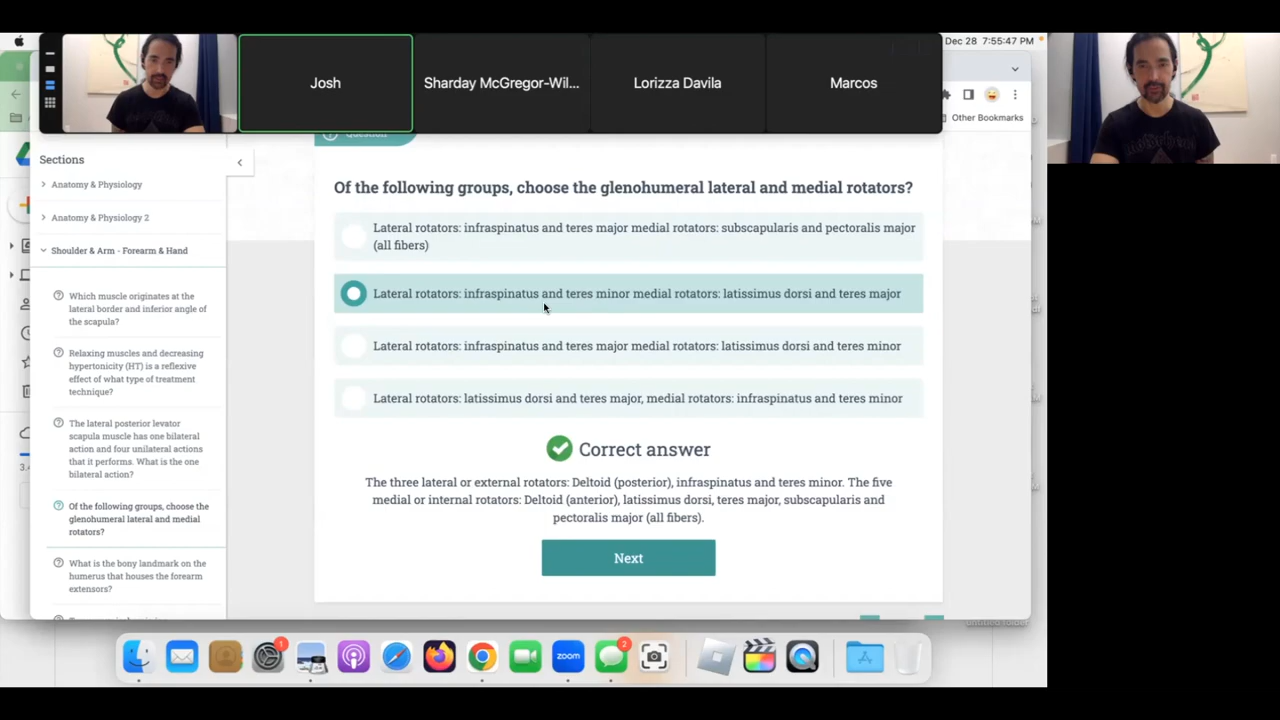 Dec 28 7:55:47 PM
Josh
Sharday McGregor-Wil...
Lorizza Davila
Marcos
Other Bookmarks
Question
Sections
Anatomy & Physiology
Anatomy & Physiology 2
Shoulder & Arm - Forearm & Hand
Which muscle originates at the
lateral border and inferior angle of
the scapula?
Relaxing muscles and decreasing
hypertonicity (HT) is a reflexive
effect of what type of treatment
technique?
The lateral posterior levator
scapula muscle has one bilateral
action and four unilateral actions
that it performs. What is the one
bilateral action?
Of the following groups, choose the
glenohumeral lateral and medial
rotators?
What is the bony landmark on the
humerus that houses the forearm
extensors?
Of the following groups, choose the glenohumeral lateral and medial rotators?
Lateral rotators: infraspinatus and teres major medial rotators: subscapularis and pectoralis major
(all fibers)
Lateral rotators: infraspinatus and teres minor medial rotators: latissimus dorsi and teres major
Lateral rotators: infraspinatus and teres major medial rotators: latissimus dorsi and teres minor
Lateral rotators: latissimus dorsi and teres major, medial rotators: infraspinatus and teres minor
Correct answer
The three lateral or external rotators: Deltoid (posterior), infraspinatus and teres minor. The five
medial or internal rotators: Deltoid (anterior), latissimus dorsi, teres major, subscapularis and
pectoralis major (all fibers).
Next
3.4
untitled folder
1
zoom
2